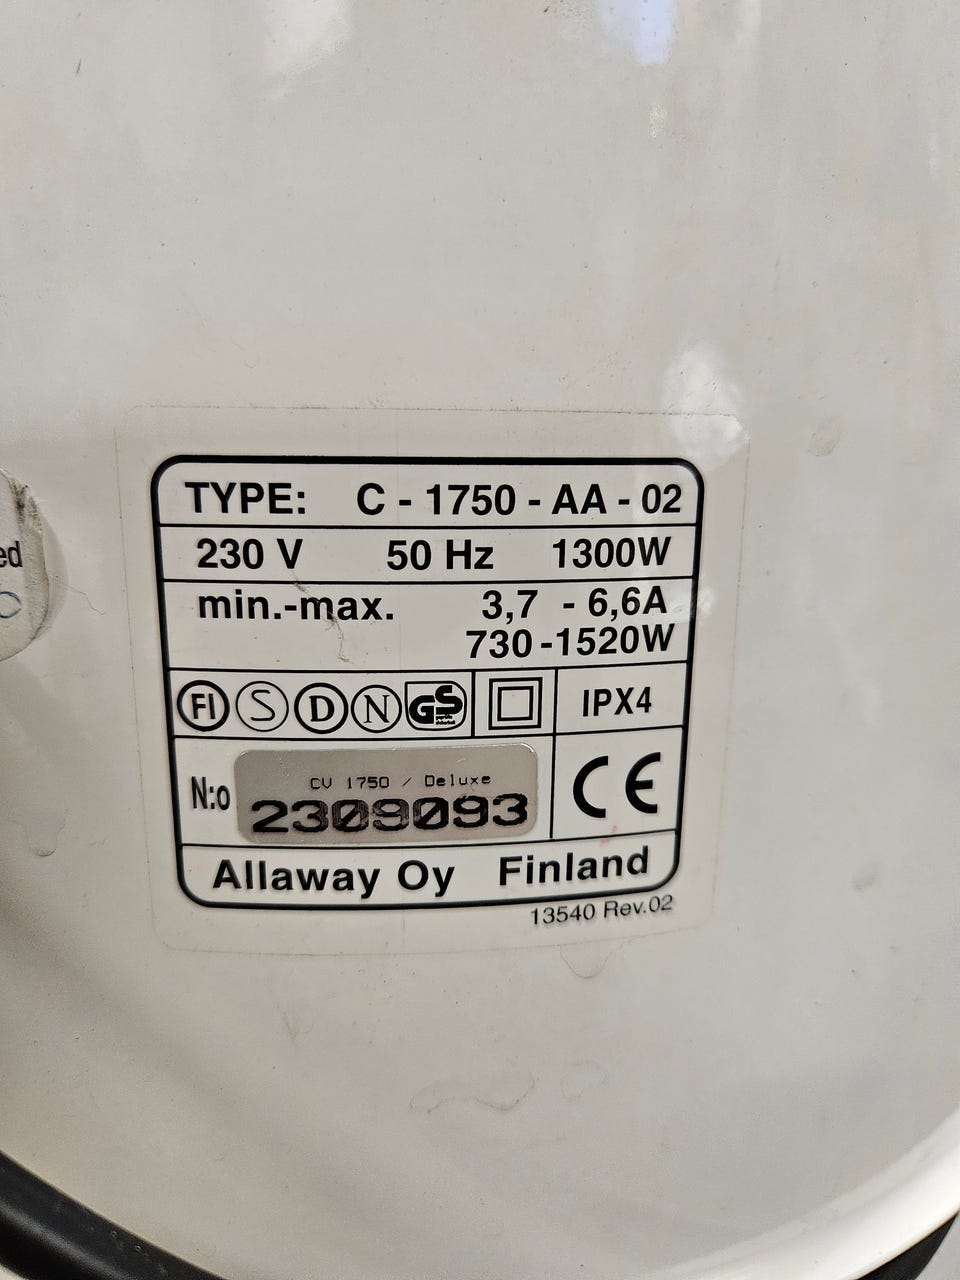 TYPE: C - 1750 - AA - 02
230 V 50 Hz 1300W
min.-max. 3,7 - 6,6A
730 - 1520W
FI S D N GS IPX4
N:o CV 1750 / Deluxe
2309093
CE
Allaway Oy Finland
13540 Rev.02
ed